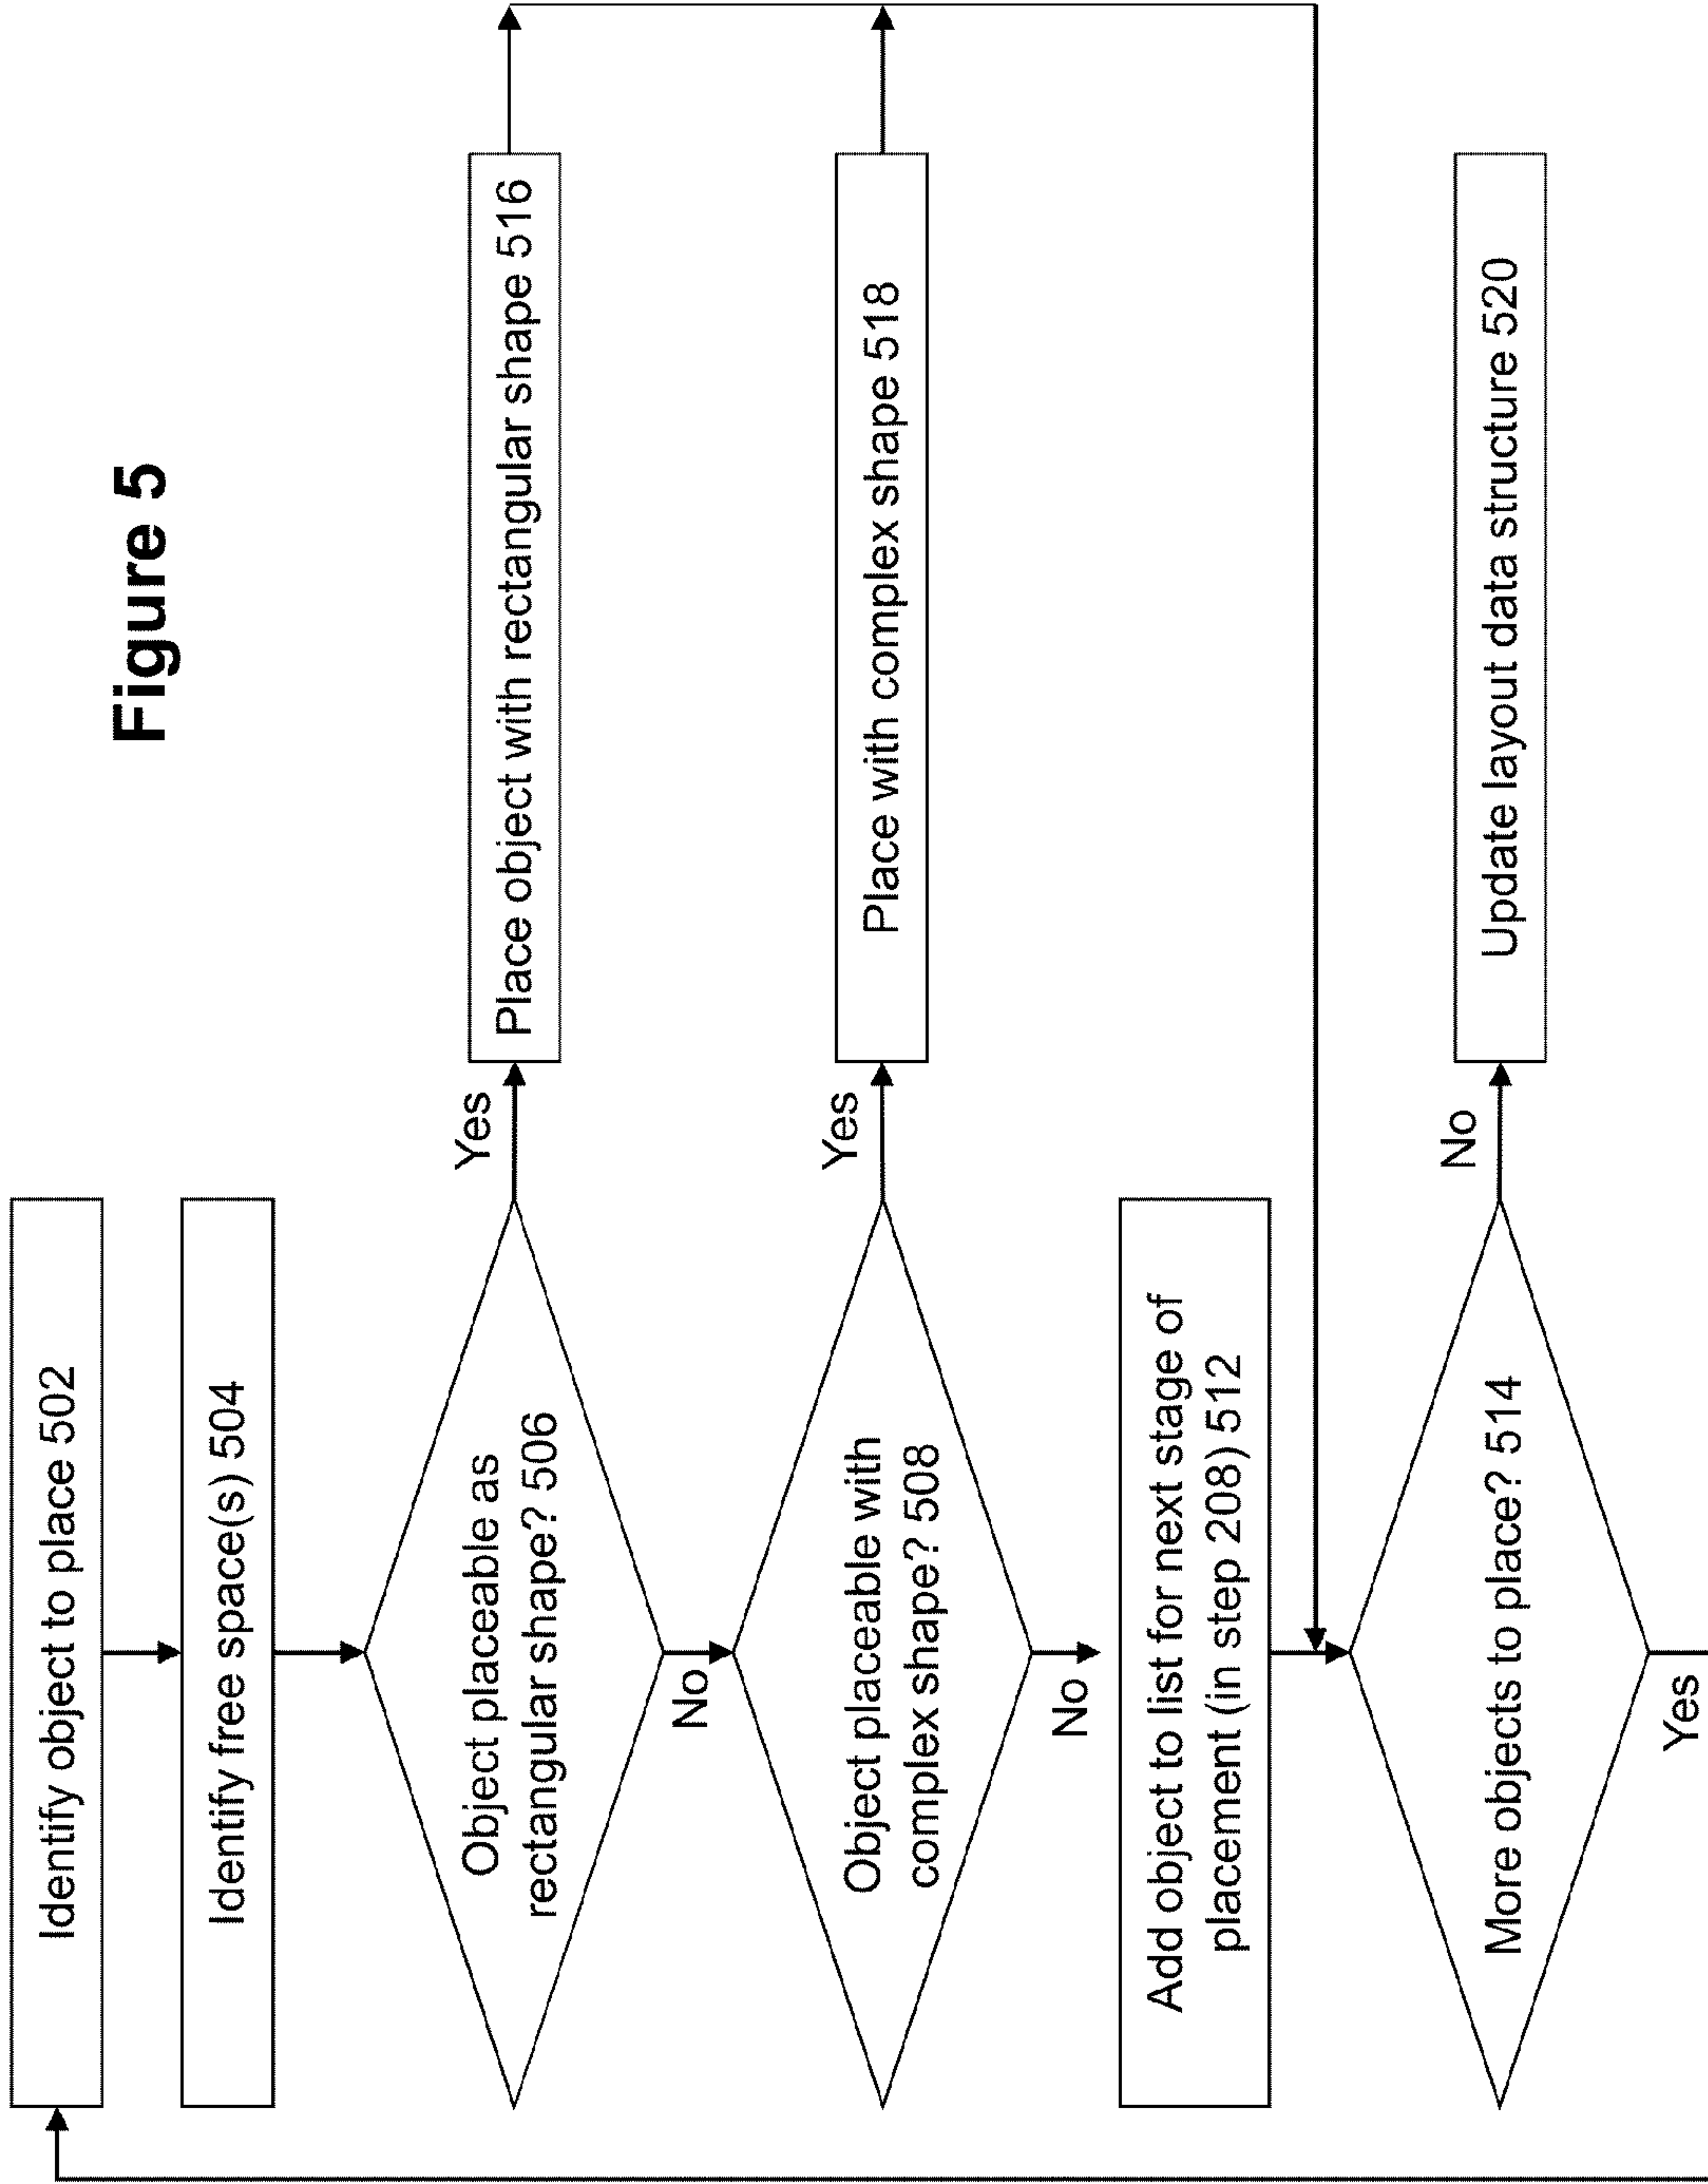 Figure 5
Identify object to place 502
Identify free space(s) 504
Object placeable as
rectangular shape? 506
Yes
Place object with rectangular shape 516
No
Object placeable with
complex shape? 508
Yes
Place with complex shape 518
No
Add object to list for next stage of
placement (in step 208) 512
More objects to place? 514
No
Update layout data structure 520
Yes